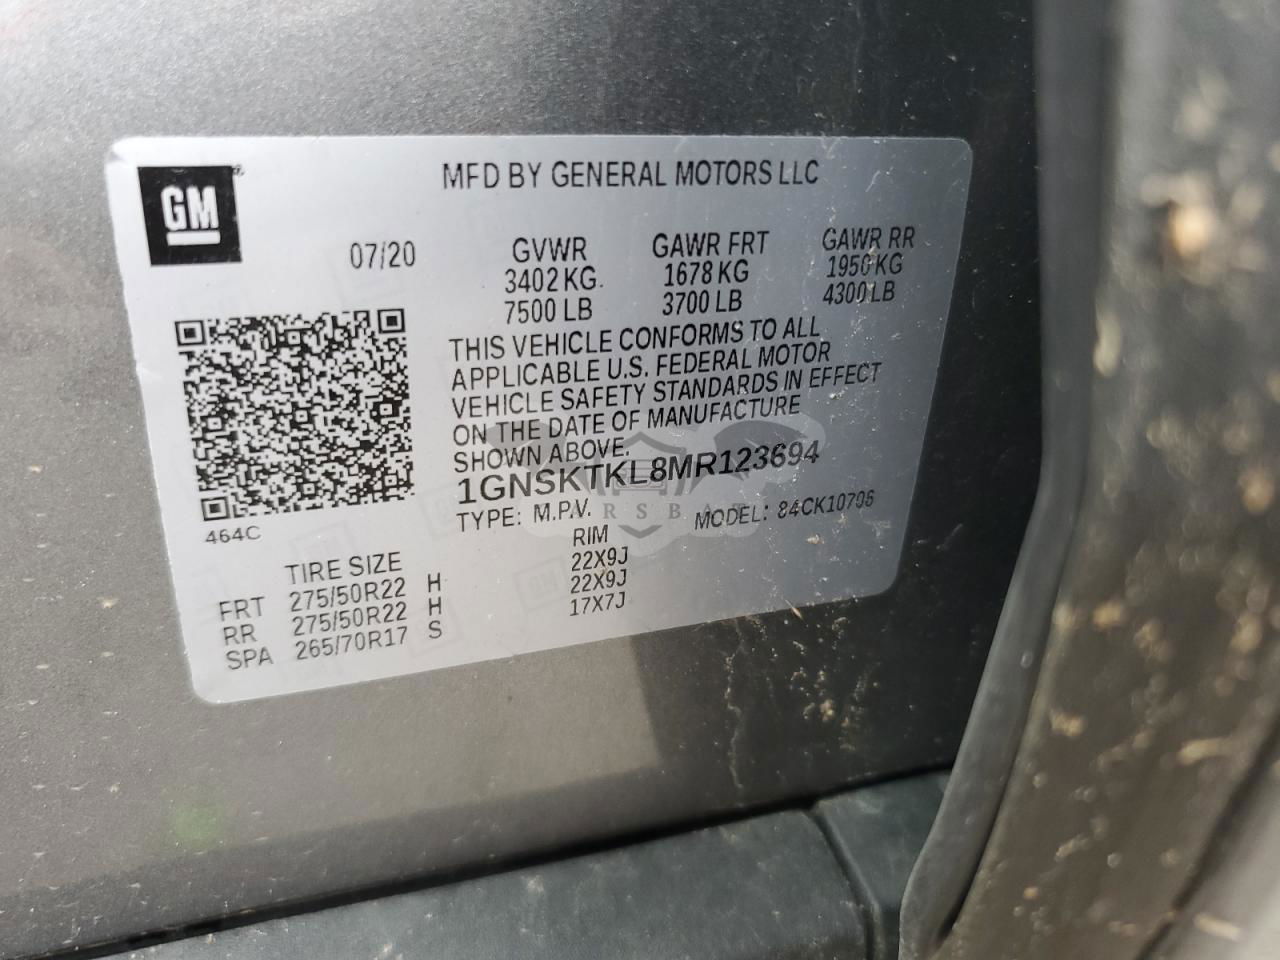 GM
MFD BY GENERAL MOTORS LLC
07/20 GVWR GAWR FRT GAWR RR
3402 KG. 1678 KG 1950 KG
7500 LB 3700 LB 4300 LB
THIS VEHICLE CONFORMS TO ALL
APPLICABLE U.S. FEDERAL MOTOR
VEHICLE SAFETY STANDARDS IN EFFECT
ON THE DATE OF MANUFACTURE
SHOWN ABOVE.
1GNSKTKL8MR123694
TYPE: M.P.V. MODEL: 84CK10706
464C
TIRE SIZE RIM
FRT 275/50R22 H 22X9J
RR 275/50R22 H 22X9J
SPA 265/70R17 S 17X7J